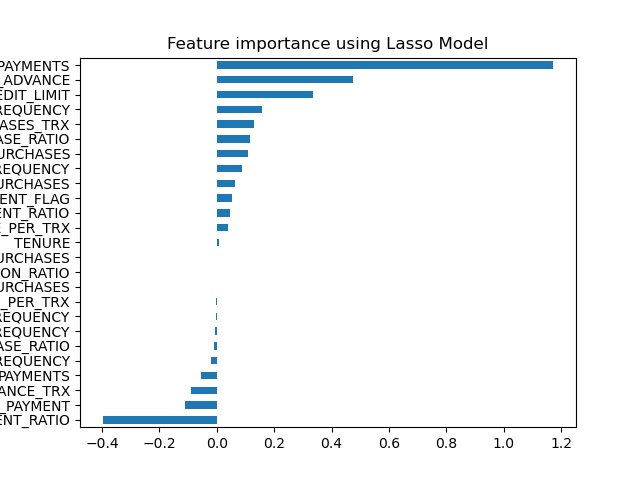 Feature importance using Lasso Model
PAYMENTS
_ADVANCE
EDIT_LIMIT
REQUENCY
ASES_TRX
ASE_RATIO
URCHASES
REQUENCY
URCHASES
ENT_FLAG
ENT_RATIO
_PER_TRX
TENURE
URCHASES
ON_RATIO
URCHASES
_PER_TRX
REQUENCY
REQUENCY
ASE_RATIO
REQUENCY
PAYMENTS
ANCE_TRX
_PAYMENT
ENT_RATIO
−0.4 −0.2 0.0 0.2 0.4 0.6 0.8 1.0 1.2